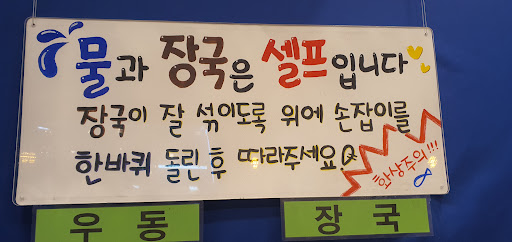 물과 장국은 셀프입니다
장국이 잘 섞이도록 위에 손잡이를
한바퀴 돌린 후 따라주세요
화상주의!!!
우동
장국